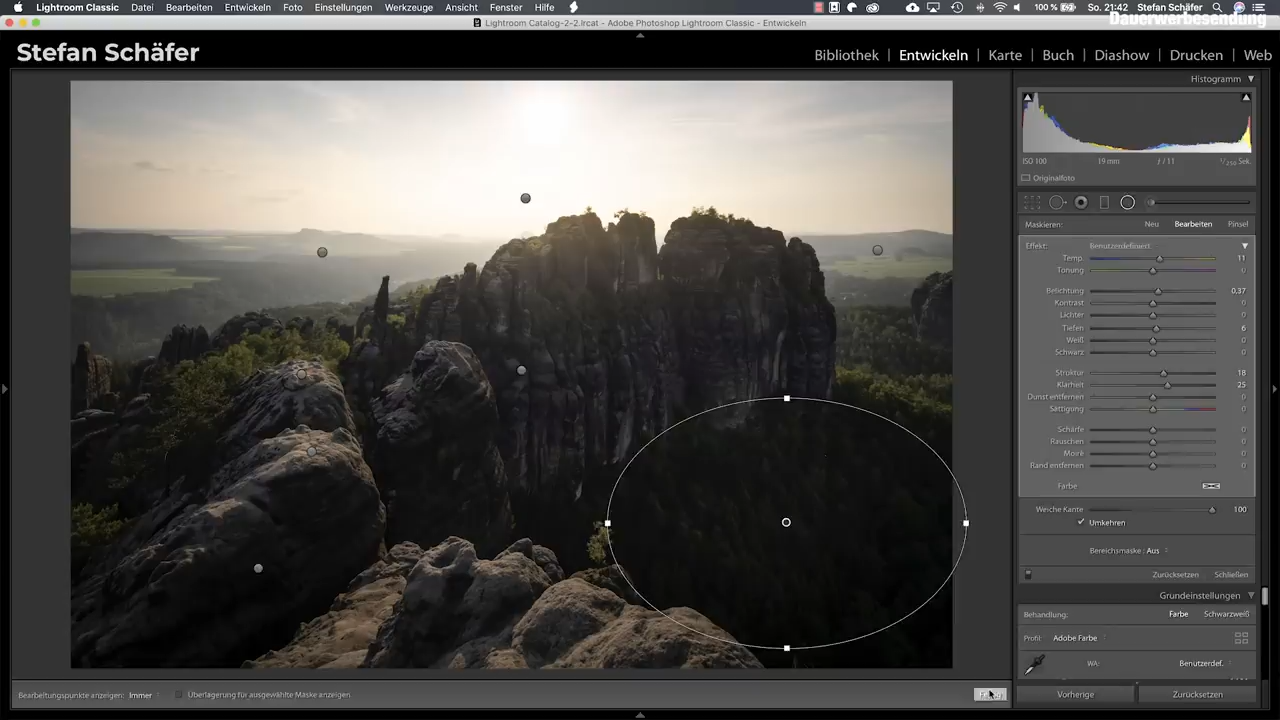 Lightroom Classic Datei Bearbeiten Entwickeln Foto Einstellungen Werkzeuge Ansicht Fenster Hilfe 100 % So. 21:42 Stefan Schäfer
Dauerwerbesendung
Lightroom Catalog-2-2.lrcat - Adobe Photoshop Lightroom Classic - Entwickeln
Stefan Schäfer
Bibliothek | Entwickeln | Karte | Buch | Diashow | Drucken | Web
Histogramm
ISO 100 19 mm ƒ / 11 1/250 Sek.
Originalfoto
Maskieren: Neu Bearbeiten Pinsel
Effekt: Benutzerdefiniert
Temp. 11
Tonung 0
Belichtung 0,37
Kontrast 0
Lichter 0
Tiefen 6
Weiß 0
Schwarz 0
Struktur 18
Klarheit 25
Dunst entfernen 0
Sättigung 0
Schärfe 0
Rauschen 0
Moiré 0
Rand entfernen 0
Farbe
Weiche Kante 100
Umkehren
Bereichsmaske: Aus
Zurücksetzen Schließen
Grundeinstellungen
Behandlung: Farbe Schwarzweiß
Profil: Adobe Farbe
WA: Benutzerdef.
Bearbeitungspunkte anzeigen: Immer Überlagerung für ausgewählte Maske anzeigen
Vorherige Zurücksetzen